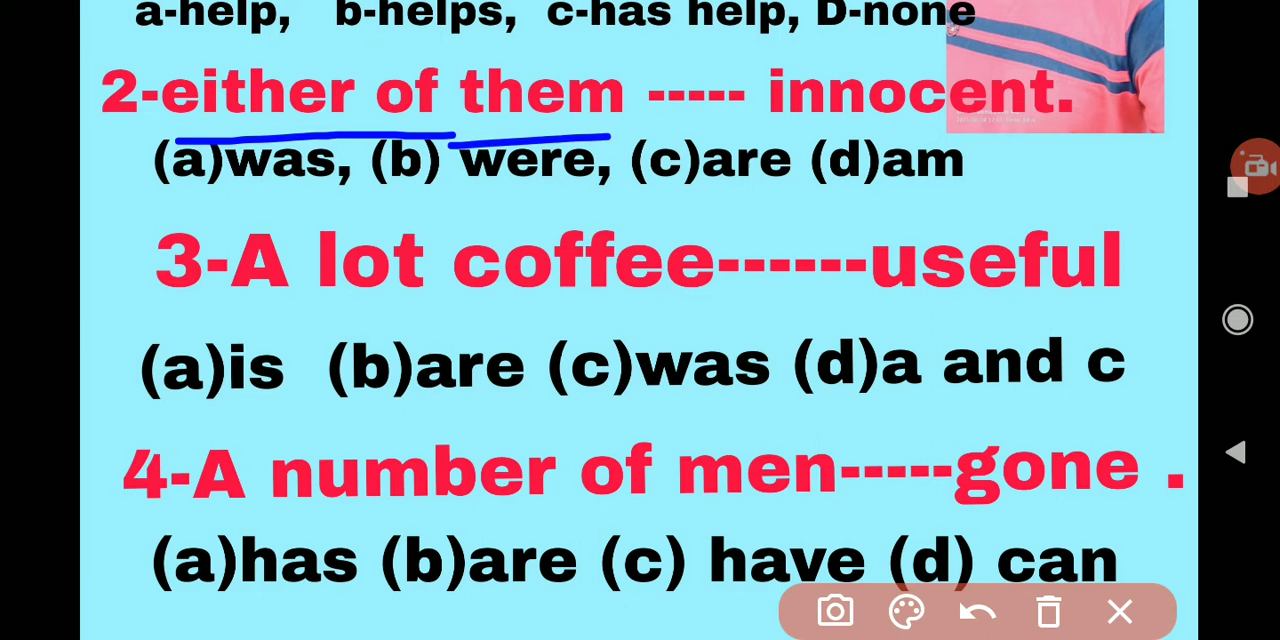 a-help, b-helps, c-has help, D-none
2-either of them ----- innocent.
(a)was, (b) were, (c)are (d)am
3-A lot coffee------useful
(a)is (b)are (c)was (d)a and c
4-A number of men-----gone .
(a)has (b)are (c) have (d) can